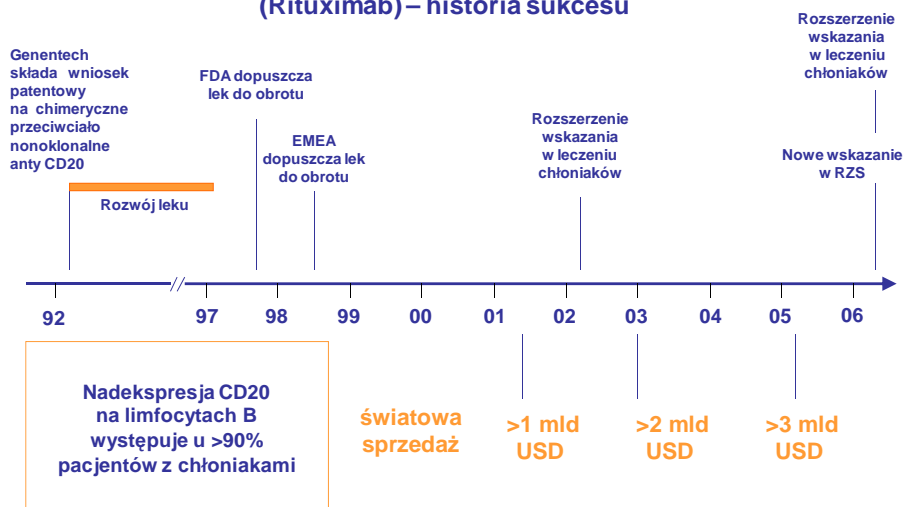 (Rituximab) – historia sukcesu
Genentech
składa wniosek
patentowy
na chimeryczne
przeciwciało
nonoklonalne
anty CD20
Rozwój leku
FDA dopuszcza
lek do obrotu
EMEA
dopuszcza lek
do obrotu
Rozszerzenie
wskazania
w leczeniu
chłoniaków
Rozszerzenie
wskazania
w leczeniu
chłoniaków
Nowe wskazanie
w RZS
92 97 98 99 00 01 02 03 04 05 06
Nadekspresja CD20
na limfocytach B
występuje u >90%
pacjentów z chłoniakami
światowa
sprzedaż
>1 mld
USD
>2 mld
USD
>3 mld
USD